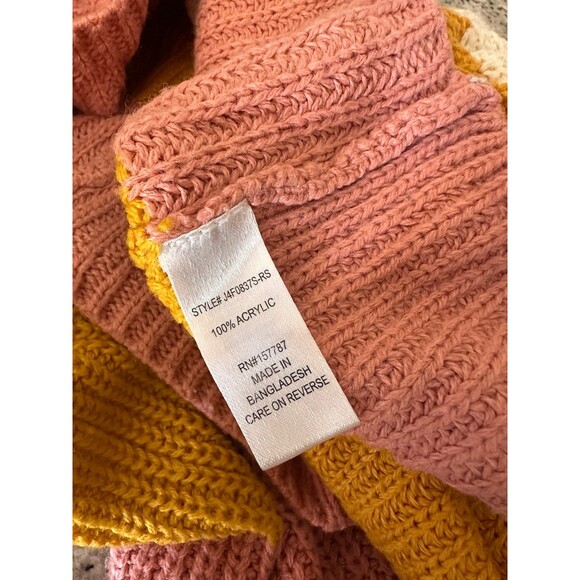 STYLE# J4F0837S-RS
100% ACRYLIC
RN#157787
MADE IN
BANGLADESH
CARE ON REVERSE